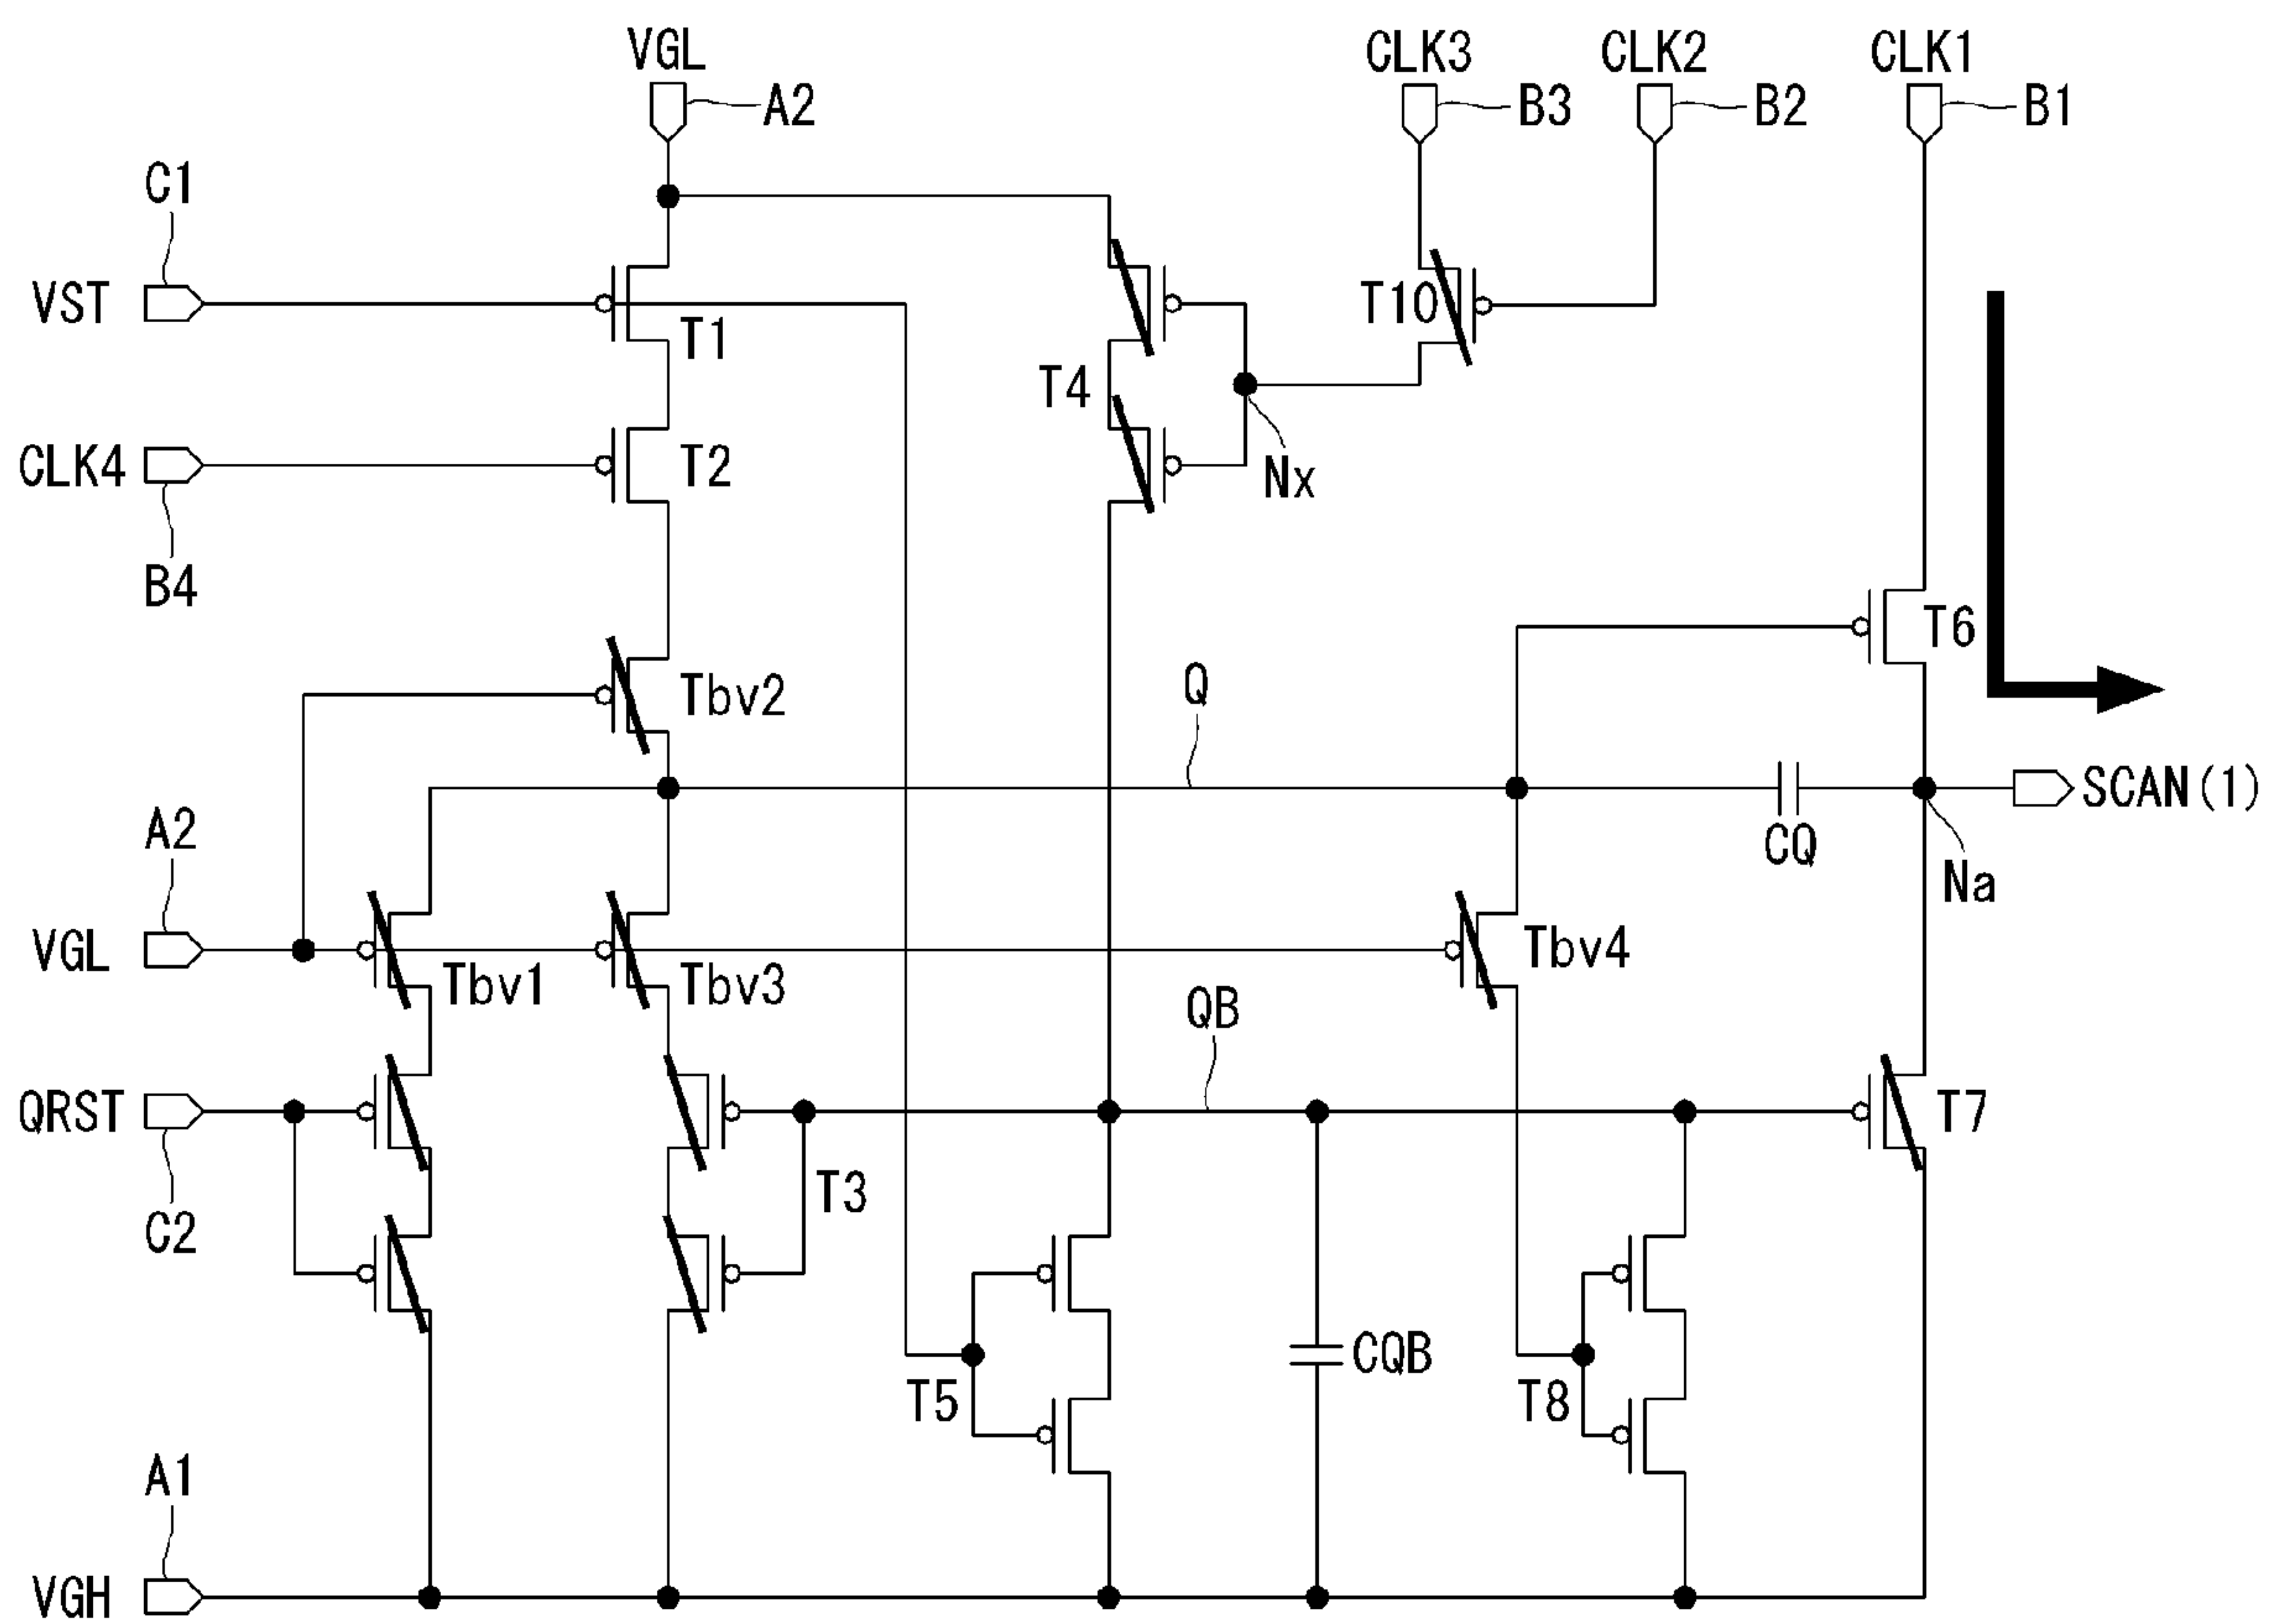 VGL
CLK3
CLK2
CLK1
A2
B3
B2
B1
C1
VST
T1
T10
T4
CLK4
T2
Nx
B4
T6
Tbv2
Q
SCAN(1)
A2
CQ
Na
VGL
Tbv1
Tbv3
Tbv4
QB
QRST
T7
T3
C2
CQB
T5
T8
A1
VGH